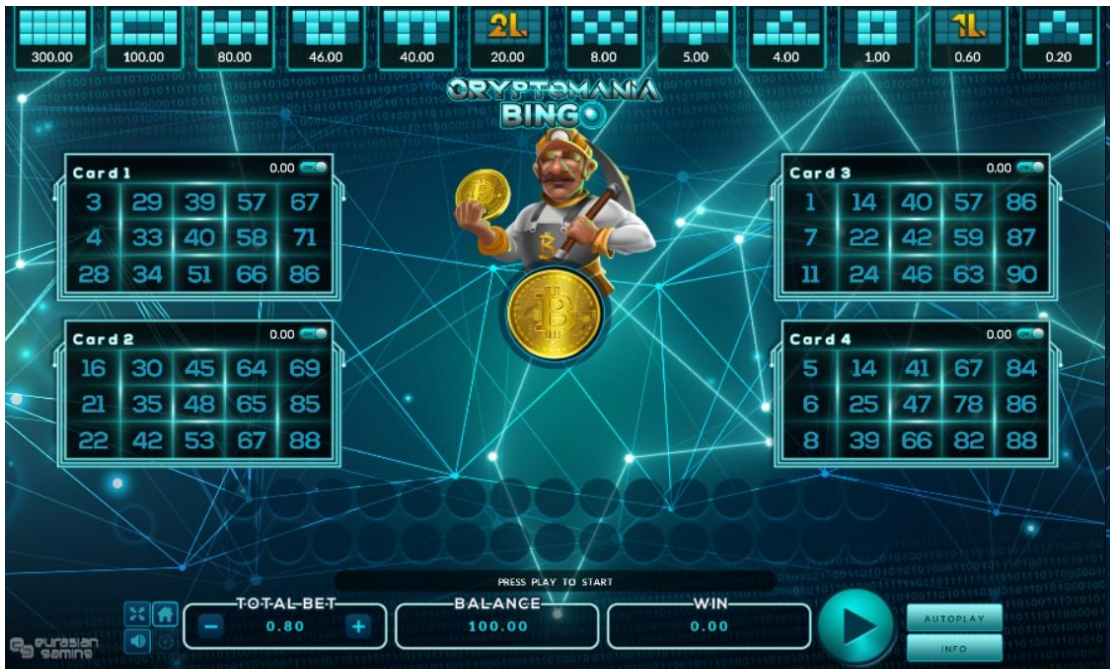 2L 1L
300.00 100.00 80.00 46.00 40.00 20.00 8.00 5.00 4.00 1.00 0.60 0.20
CRYPTOMANIA
BINGO
Card 1 0.00 ON
3 29 39 57 67
4 33 40 58 71
28 34 51 66 86
Card 3 0.00 ON
1 14 40 57 86
7 22 42 59 87
11 24 46 63 90
Card 2 0.00 ON
16 30 45 64 69
21 35 48 65 85
22 42 53 67 88
Card 4 0.00 ON
5 14 41 67 84
6 25 47 78 86
8 39 66 82 88
PRESS PLAY TO START
TOTAL BET BALANCE WIN
− 0.80 + 100.00 0.00
AUTOPLAY
INFO
eurasian
gaming